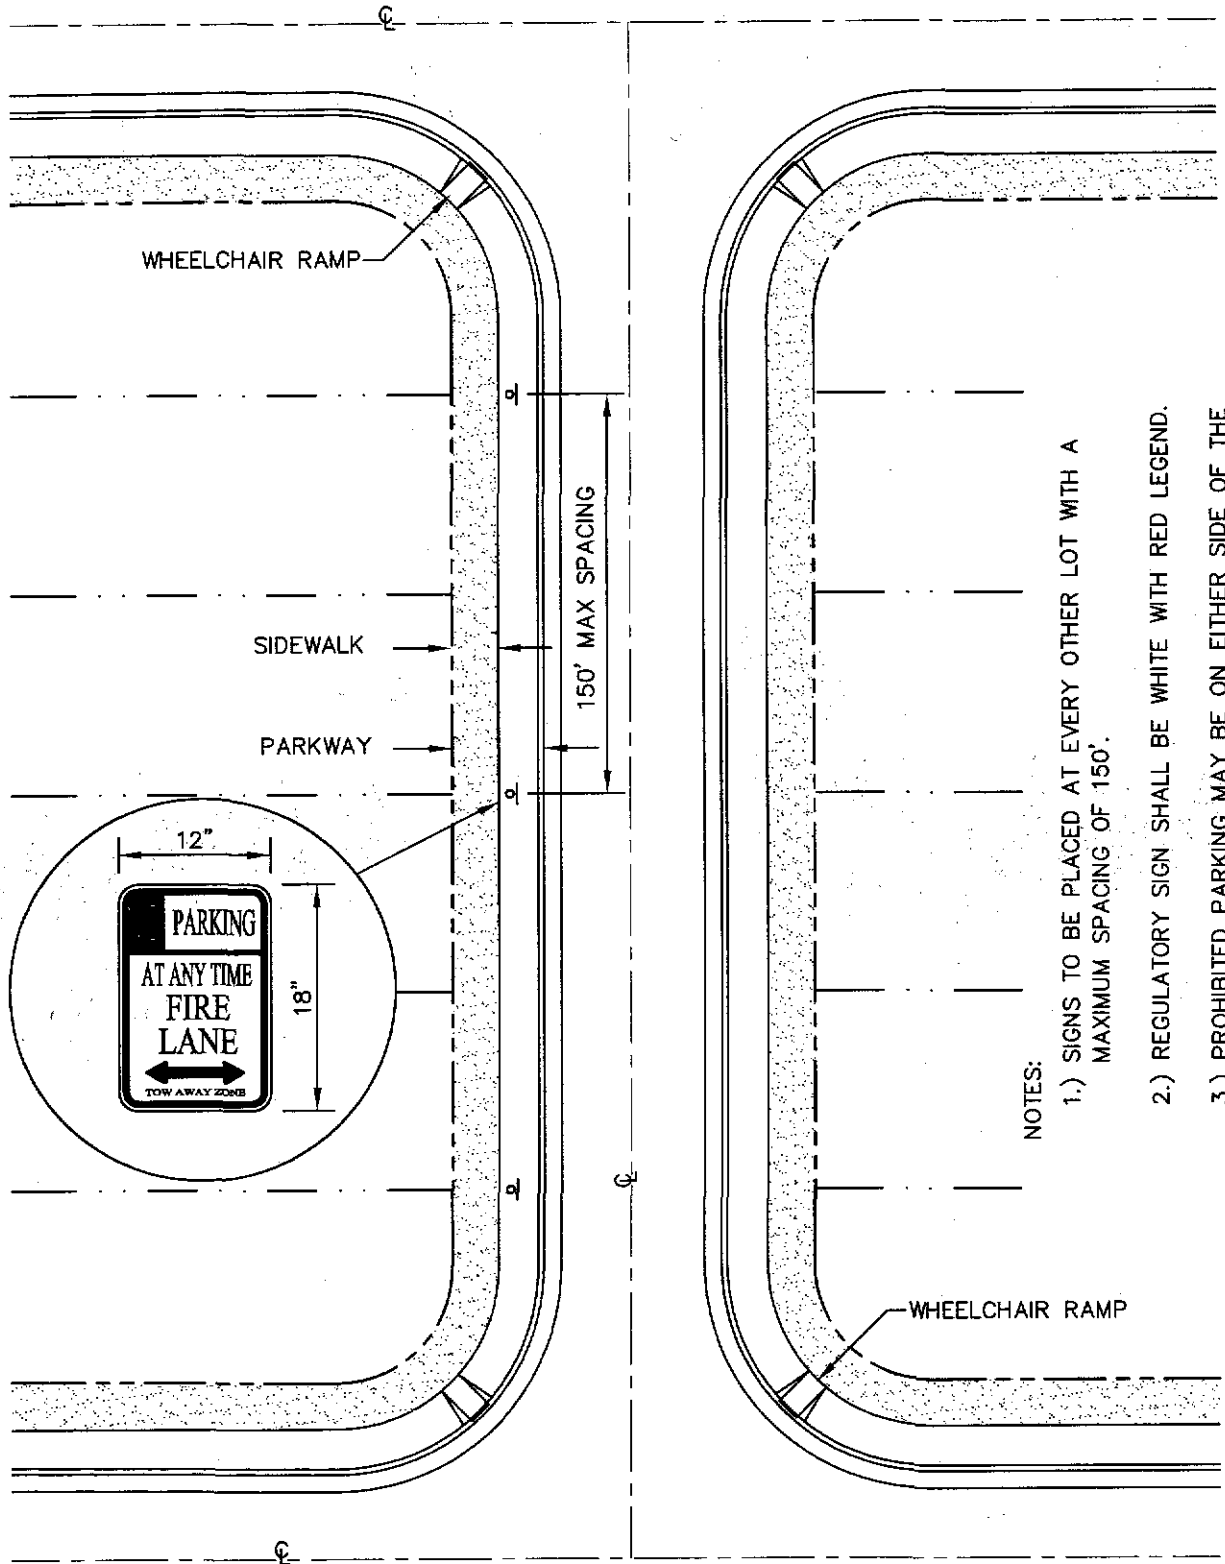 ℄
WHEELCHAIR RAMP
150' MAX SPACING
SIDEWALK
PARKWAY
12"
PARKING
AT ANY TIME
FIRE
LANE
TOW AWAY ZONE
18"
℄
WHEELCHAIR RAMP
℄
NOTES:
1.) SIGNS TO BE PLACED AT EVERY OTHER LOT WITH A
MAXIMUM SPACING OF 150'.
2.) REGULATORY SIGN SHALL BE WHITE WITH RED LEGEND.
3.) PROHIBITED PARKING MAY BE ON EITHER SIDE OF THE